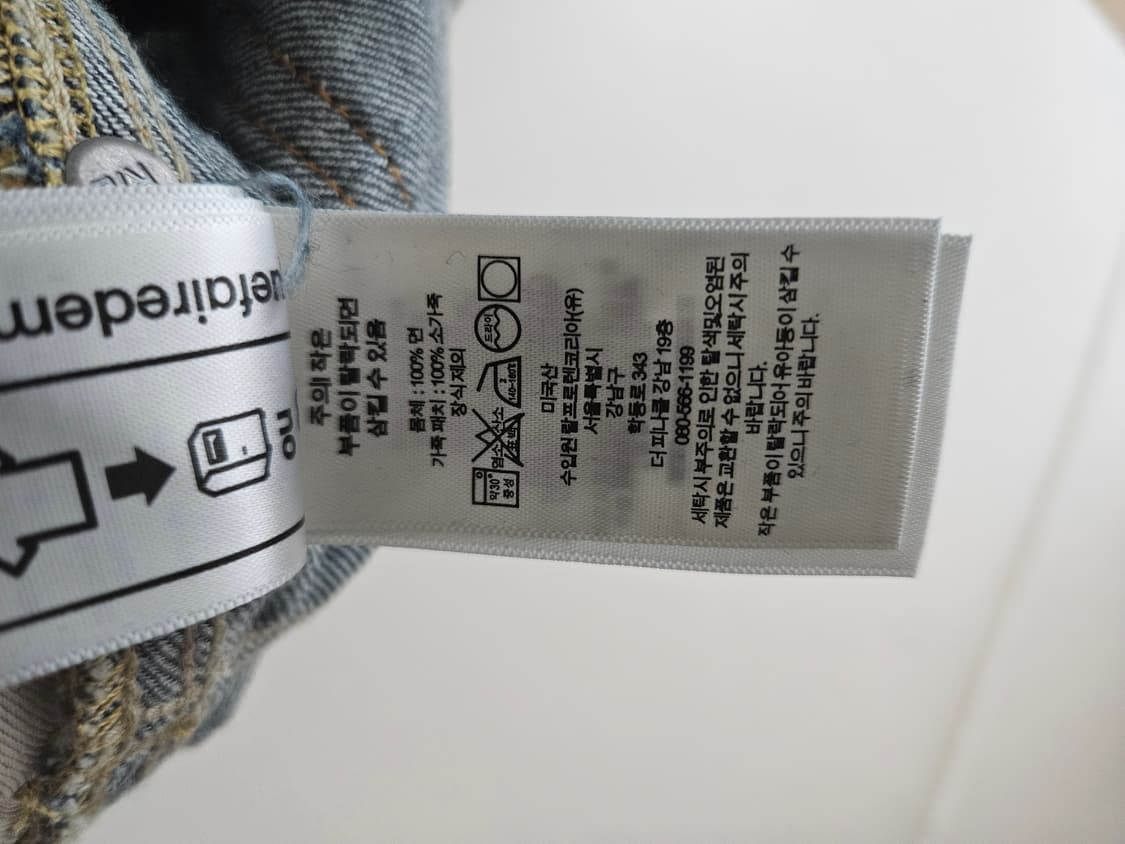 주의 작은
부품이 탈락되면
삼킬 수 있음
몸체 : 100% 면
가죽 패치 : 100% 소가죽
장식 제외
약30°
중성
염소,산소
표백
2
140-160℃
드라이
미국산
수입원 랄프로렌코리아(유)
서울특별시
강남구
학동로 343
더 피나클 강남 19층
080-566-1199
세탁시 부주의로 인한 탈색및오염된
제품은 교환할 수 없으니 세탁 시 주의
바랍니다.
작은 부품이 탈락되어 유아동이 삼킬 수
있으니 주의 바랍니다.
uefairedem
ou